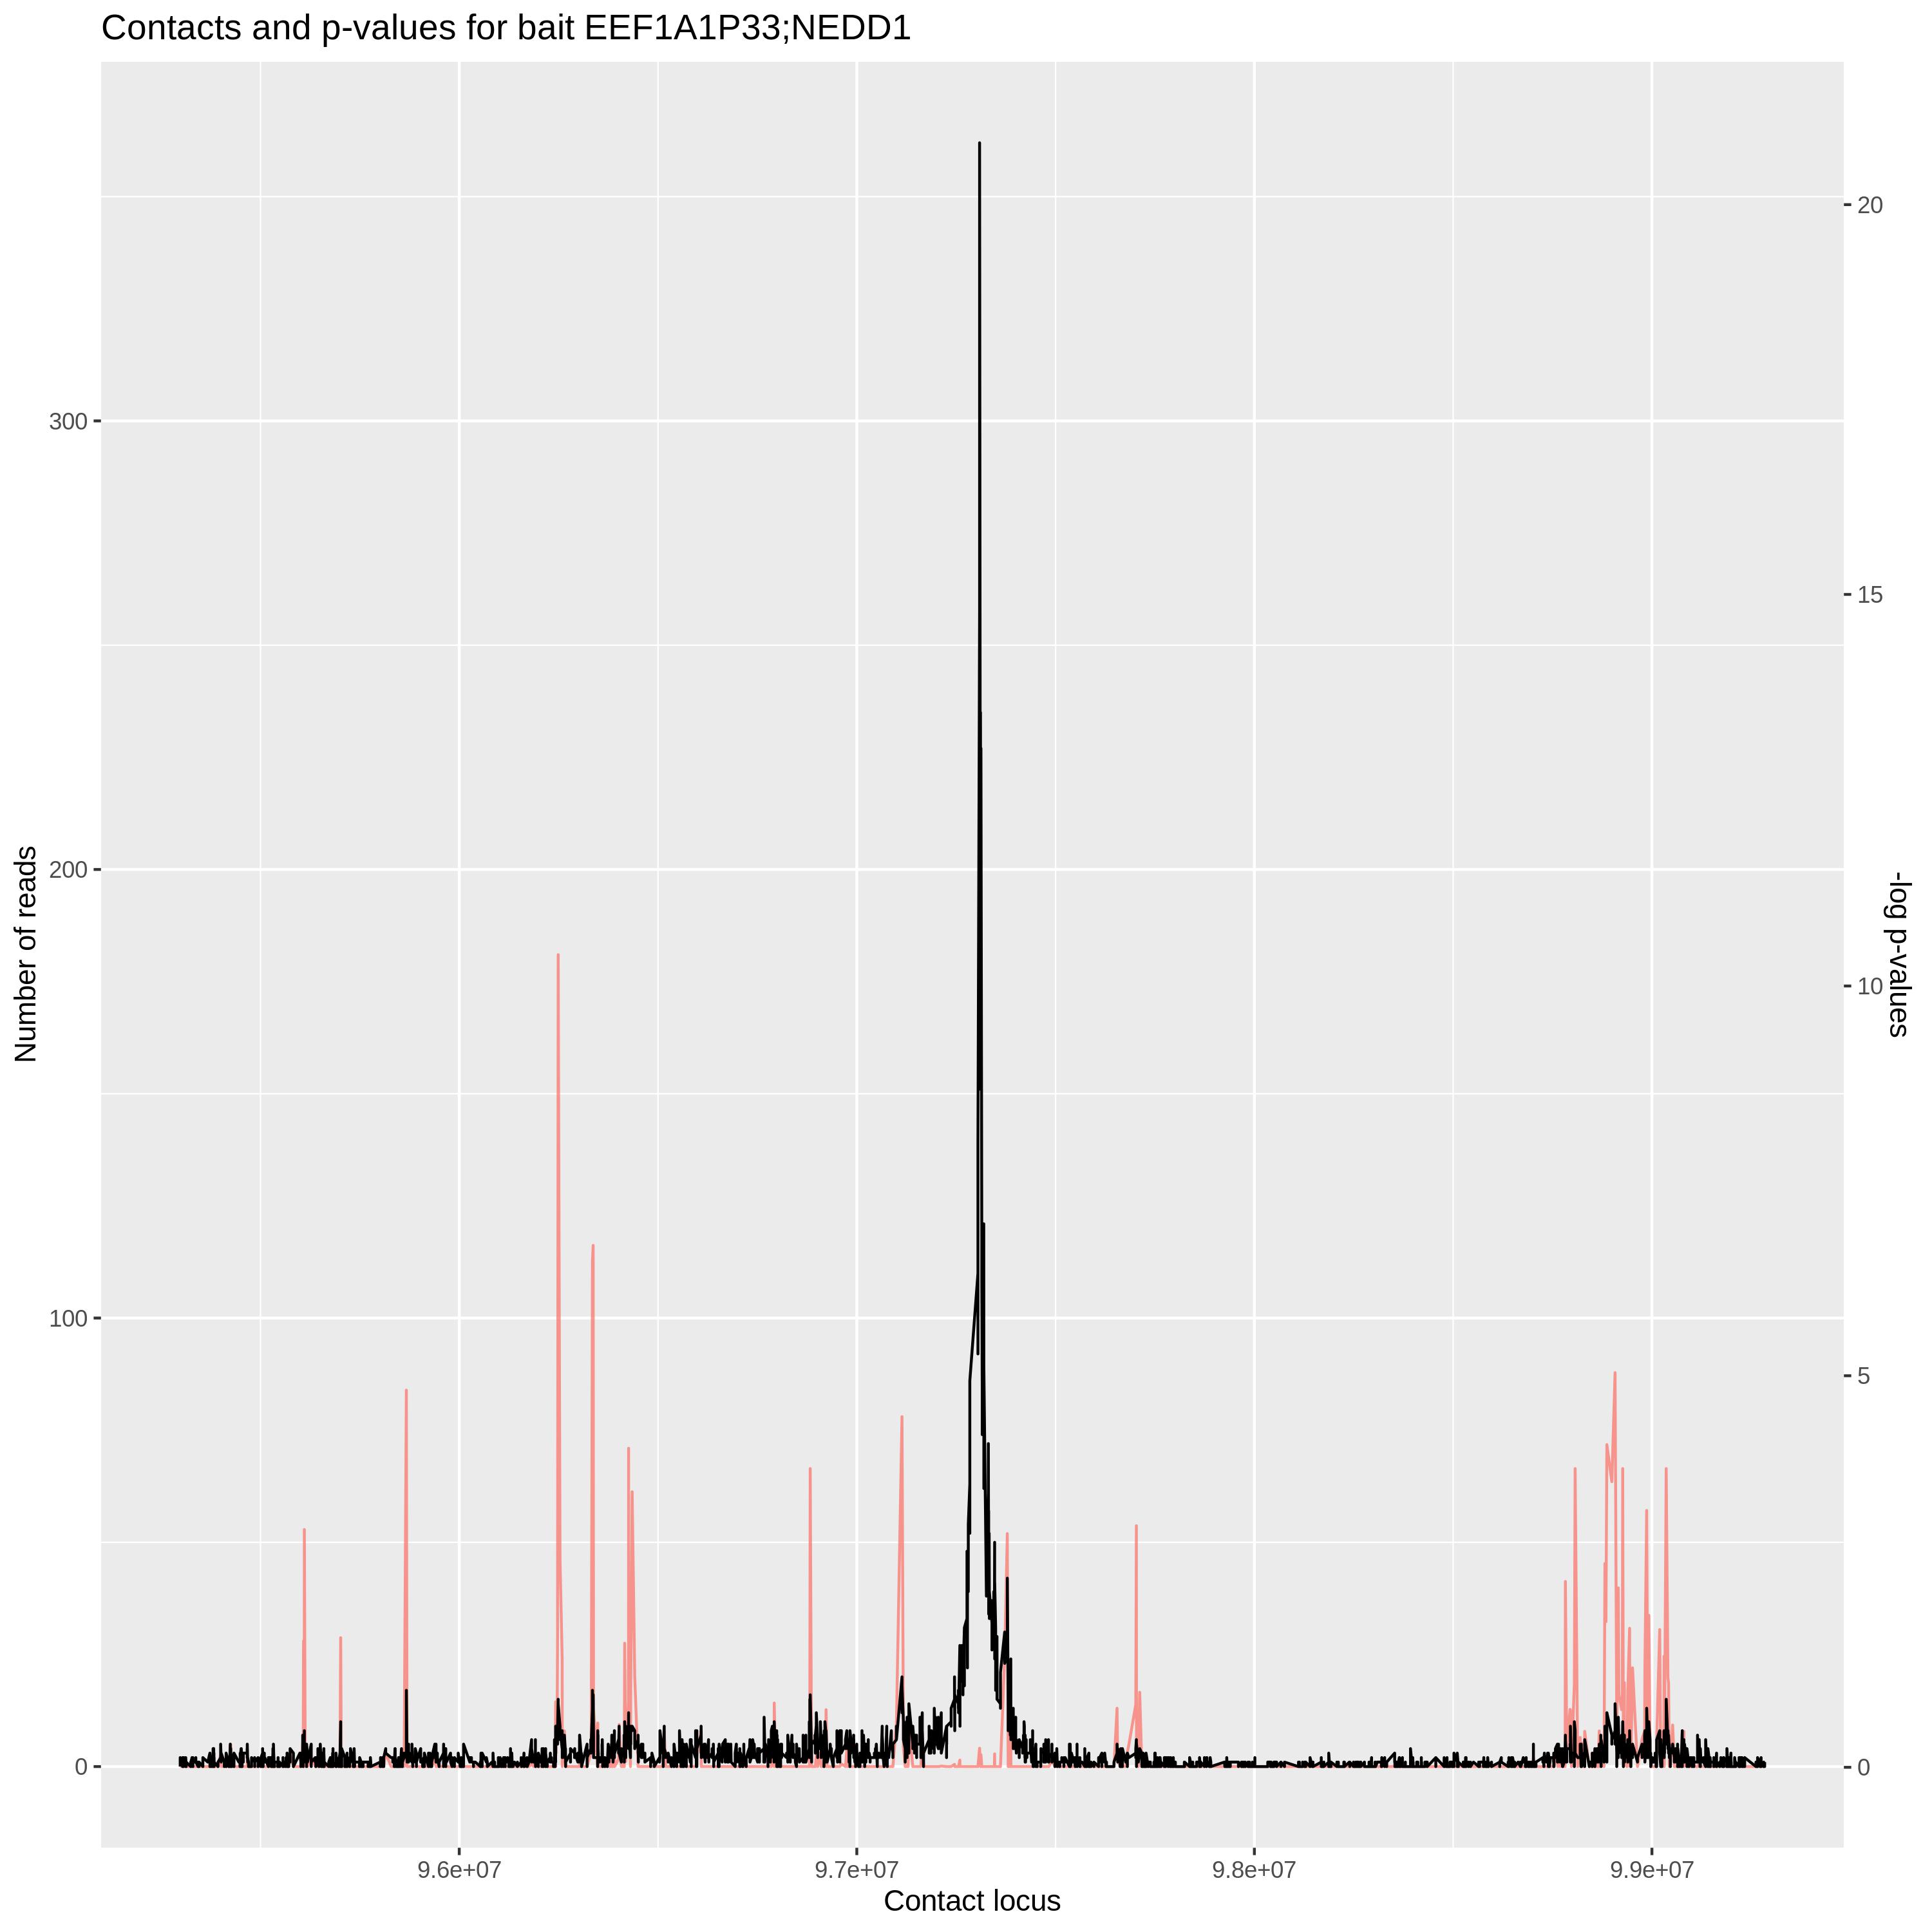 Contacts and p-values for bait EEF1A1P33;NEDD1
Number of reads
300
200
100
0
20
15
10
5
0
-log p-values
9.6e+07 9.7e+07 9.8e+07 9.9e+07
Contact locus